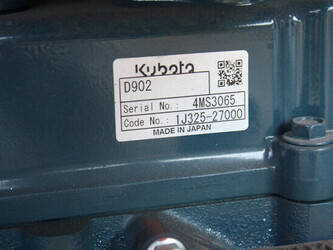 Kubota
D902
Serial No.: 4MS3065
Code No.: 1J325-27000
MADE IN JAPAN